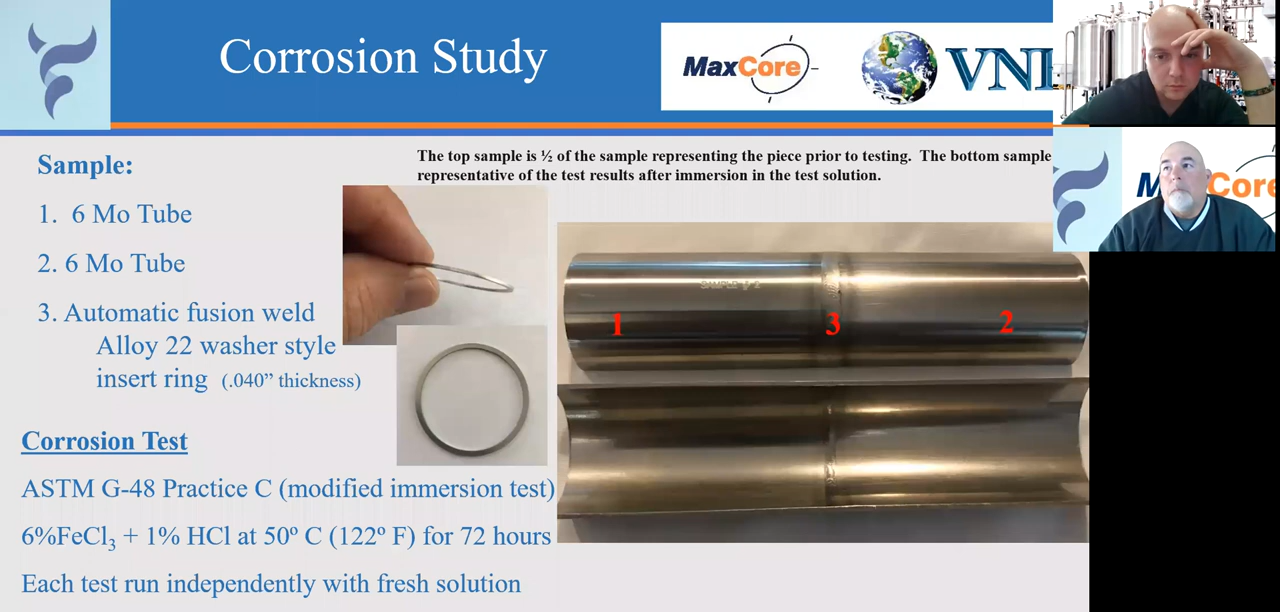 Corrosion Study
MaxCore
VNE
Sample:
The top sample is ½ of the sample representing the piece prior to testing. The bottom sample
representative of the test results after immersion in the test solution.
1. 6 Mo Tube
2. 6 Mo Tube
3. Automatic fusion weld
Alloy 22 washer style
insert ring (.040” thickness)
1
3
2
Corrosion Test
ASTM G-48 Practice C (modified immersion test)
6%FeCl₃ + 1% HCl at 50º C (122º F) for 72 hours
Each test run independently with fresh solution
Core